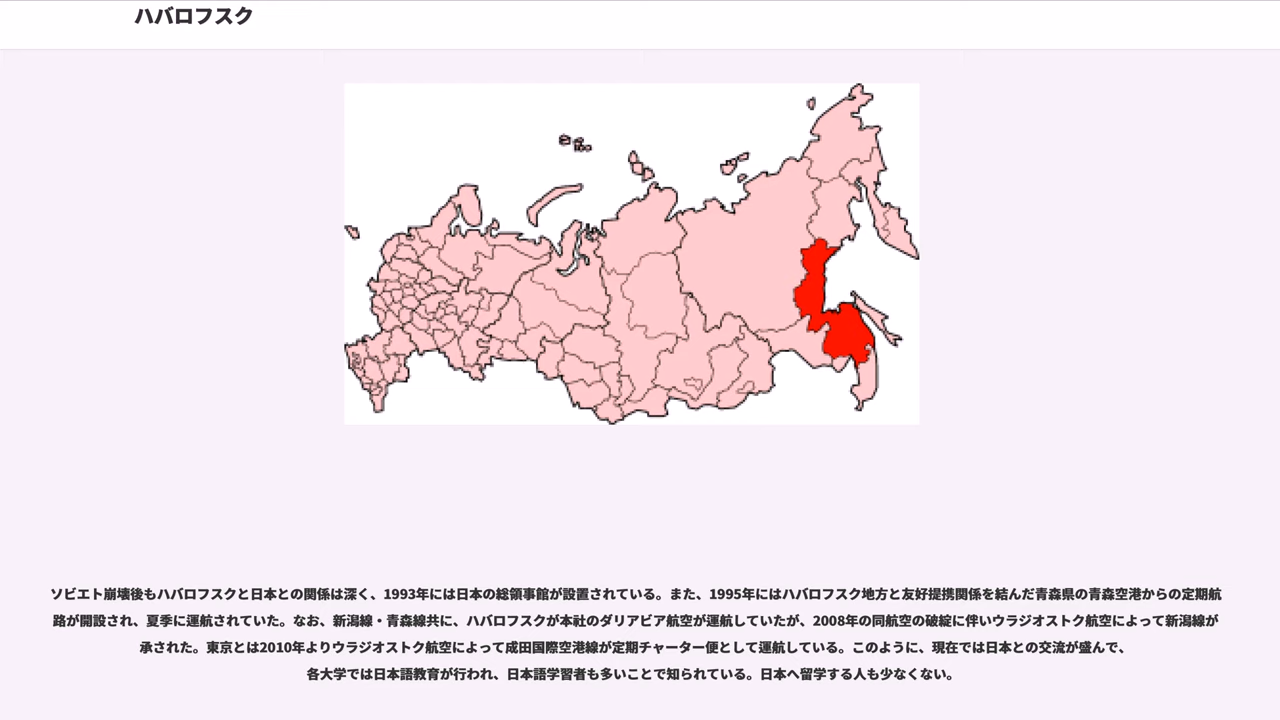 ハバロフスク
ソビエト崩壊後もハバロフスクと日本との関係は深く、1993年には日本の総領事館が設置されている。また、1995年にはハバロフスク地方と友好提携関係を結んだ青森県の青森空港からの定期航
路が開設され、夏季に運航されていた。なお、新潟線・青森線共に、ハバロフスクが本社のダリアビア航空が運航していたが、2008年の同航空の破綻に伴いウラジオストク航空によって新潟線が
承された。東京とは2010年よりウラジオストク航空によって成田国際空港線が定期チャーター便として運航している。このように、現在では日本との交流が盛んで、
各大学では日本語教育が行われ、日本語学習者も多いことで知られている。日本へ留学する人も少なくない。